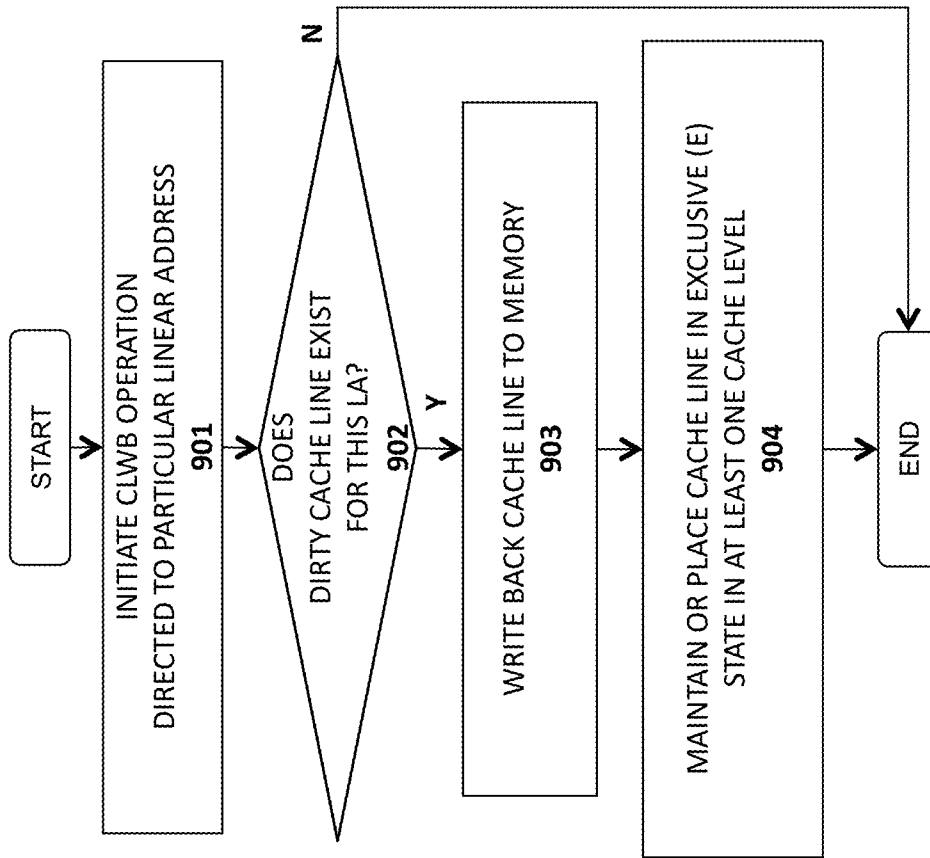 START
INITIATE CLWB OPERATION
DIRECTED TO PARTICULAR LINEAR ADDRESS
901
DOES
DIRTY CACHE LINE EXIST
FOR THIS LA?
902
N
Y
WRITE BACK CACHE LINE TO MEMORY
903
MAINTAIN OR PLACE CACHE LINE IN EXCLUSIVE (E)
STATE IN AT LEAST ONE CACHE LEVEL
904
END